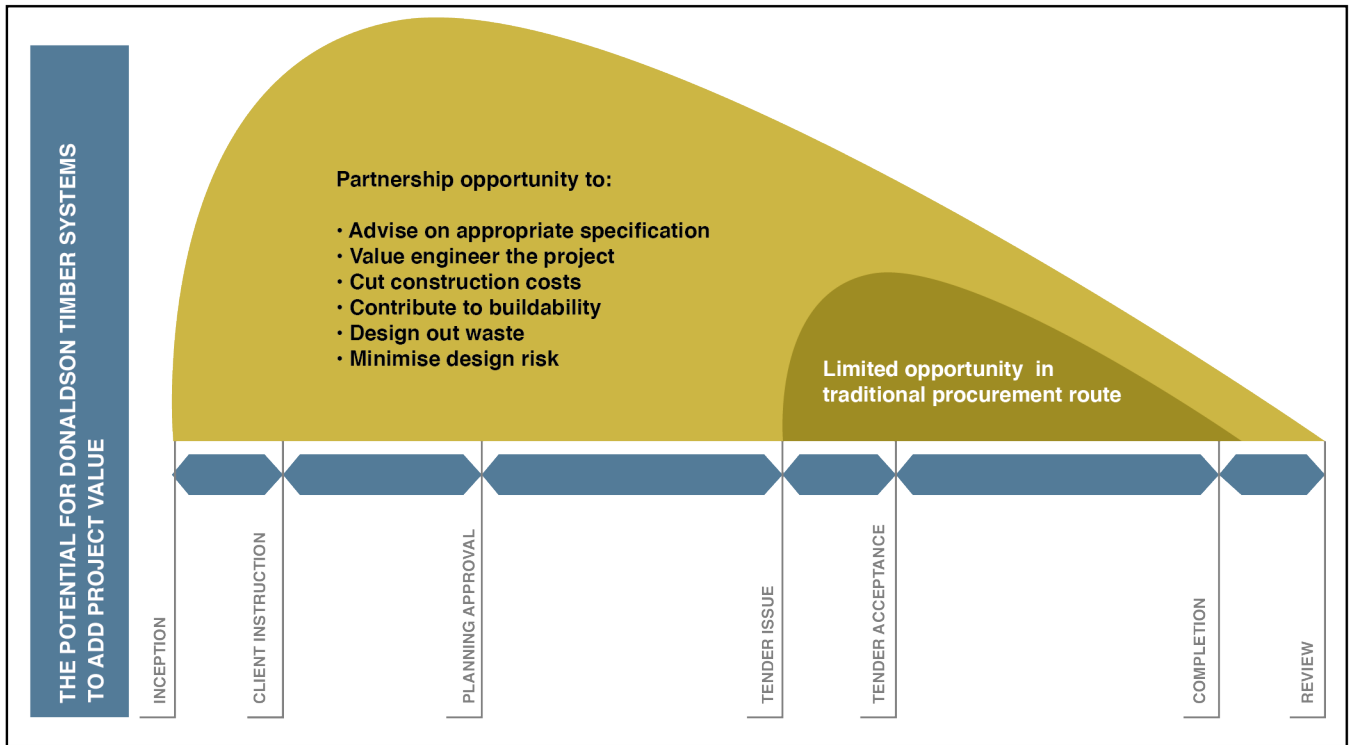 THE POTENTIAL FOR DONALDSON TIMBER SYSTEMS
TO ADD PROJECT VALUE
Partnership opportunity to:
• Advise on appropriate specification
• Value engineer the project
• Cut construction costs
• Contribute to buildability
• Design out waste
• Minimise design risk
Limited opportunity in
traditional procurement route
INCEPTION
CLIENT INSTRUCTION
PLANNING APPROVAL
TENDER ISSUE
TENDER ACCEPTANCE
COMPLETION
REVIEW